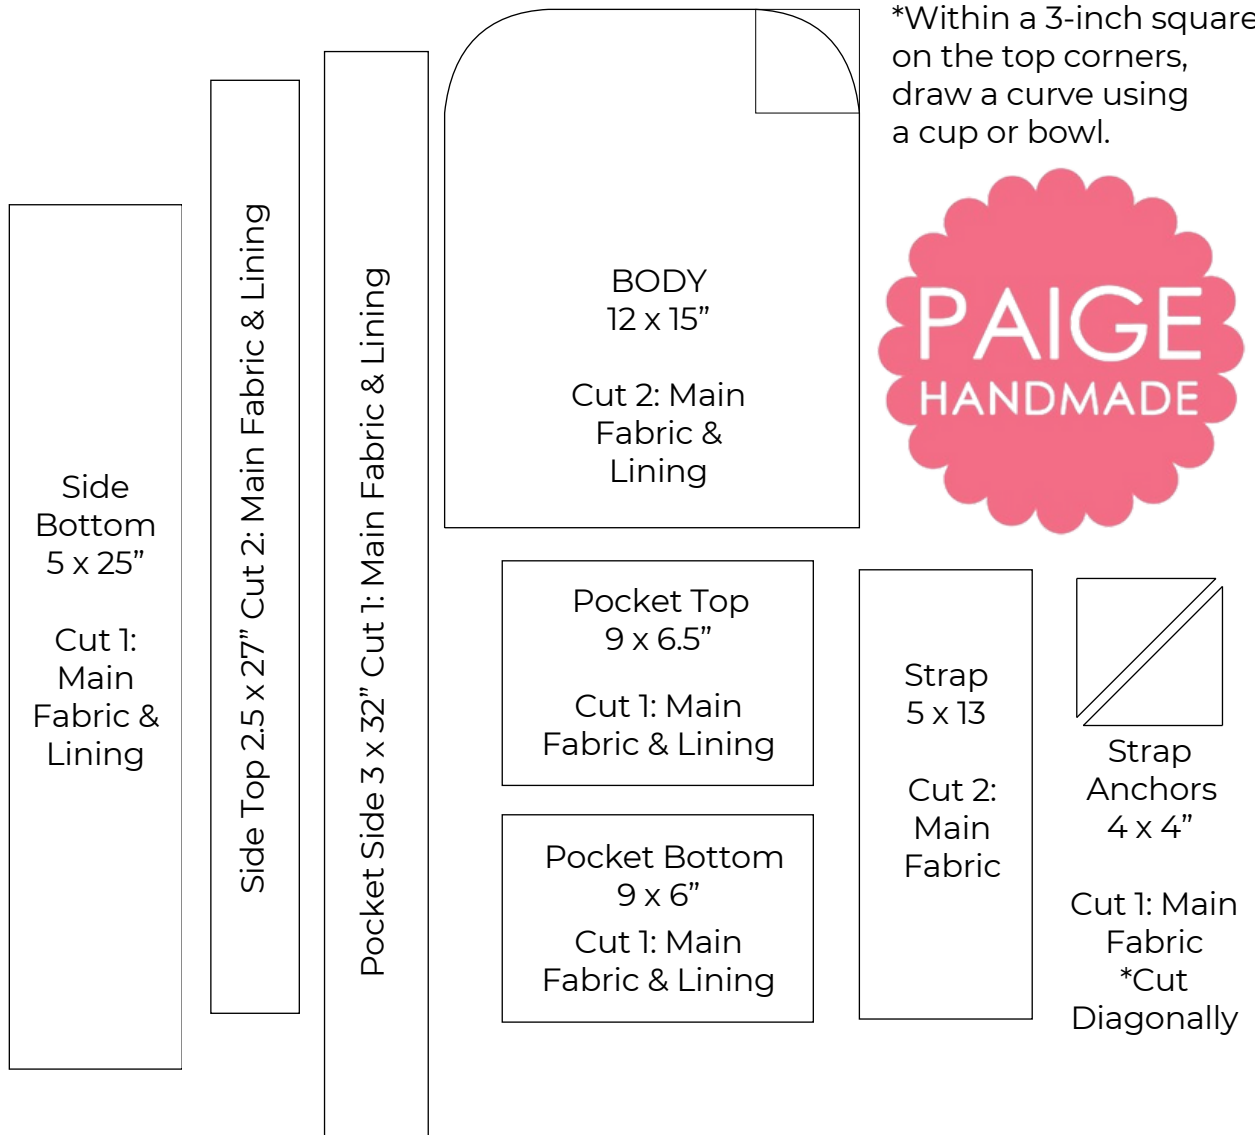 *Within a 3-inch square
on the top corners,
draw a curve using
a cup or bowl.
PAIGE
HANDMADE
Side
Bottom
5 x 25”
Cut 1:
Main
Fabric &
Lining
Side Top 2.5 x 27” Cut 2: Main Fabric & Lining
Pocket Side 3 x 32” Cut 1: Main Fabric & Lining
BODY
12 x 15”
Cut 2: Main
Fabric &
Lining
Pocket Top
9 x 6.5”
Cut 1: Main
Fabric & Lining
Pocket Bottom
9 x 6”
Cut 1: Main
Fabric & Lining
Strap
5 x 13
Cut 2:
Main
Fabric
Strap
Anchors
4 x 4”
Cut 1: Main
Fabric
*Cut
Diagonally